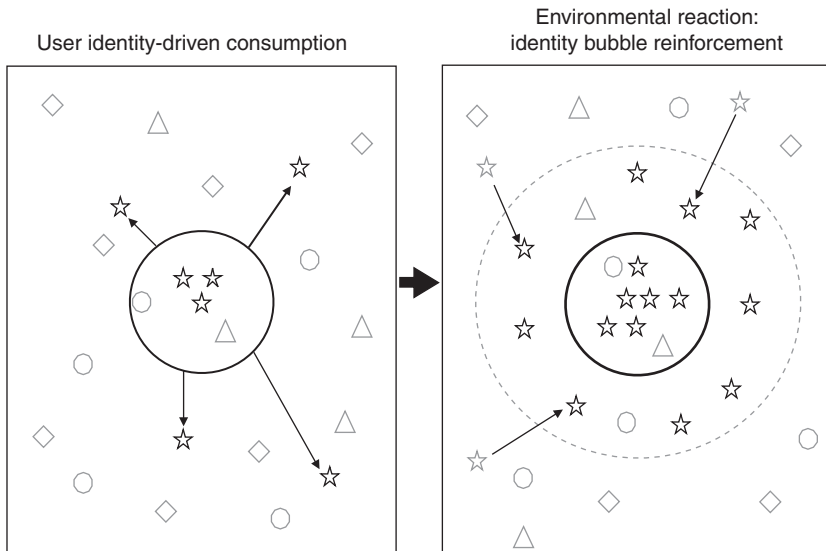 User identity-driven consumption
Environmental reaction:
identity bubble reinforcement